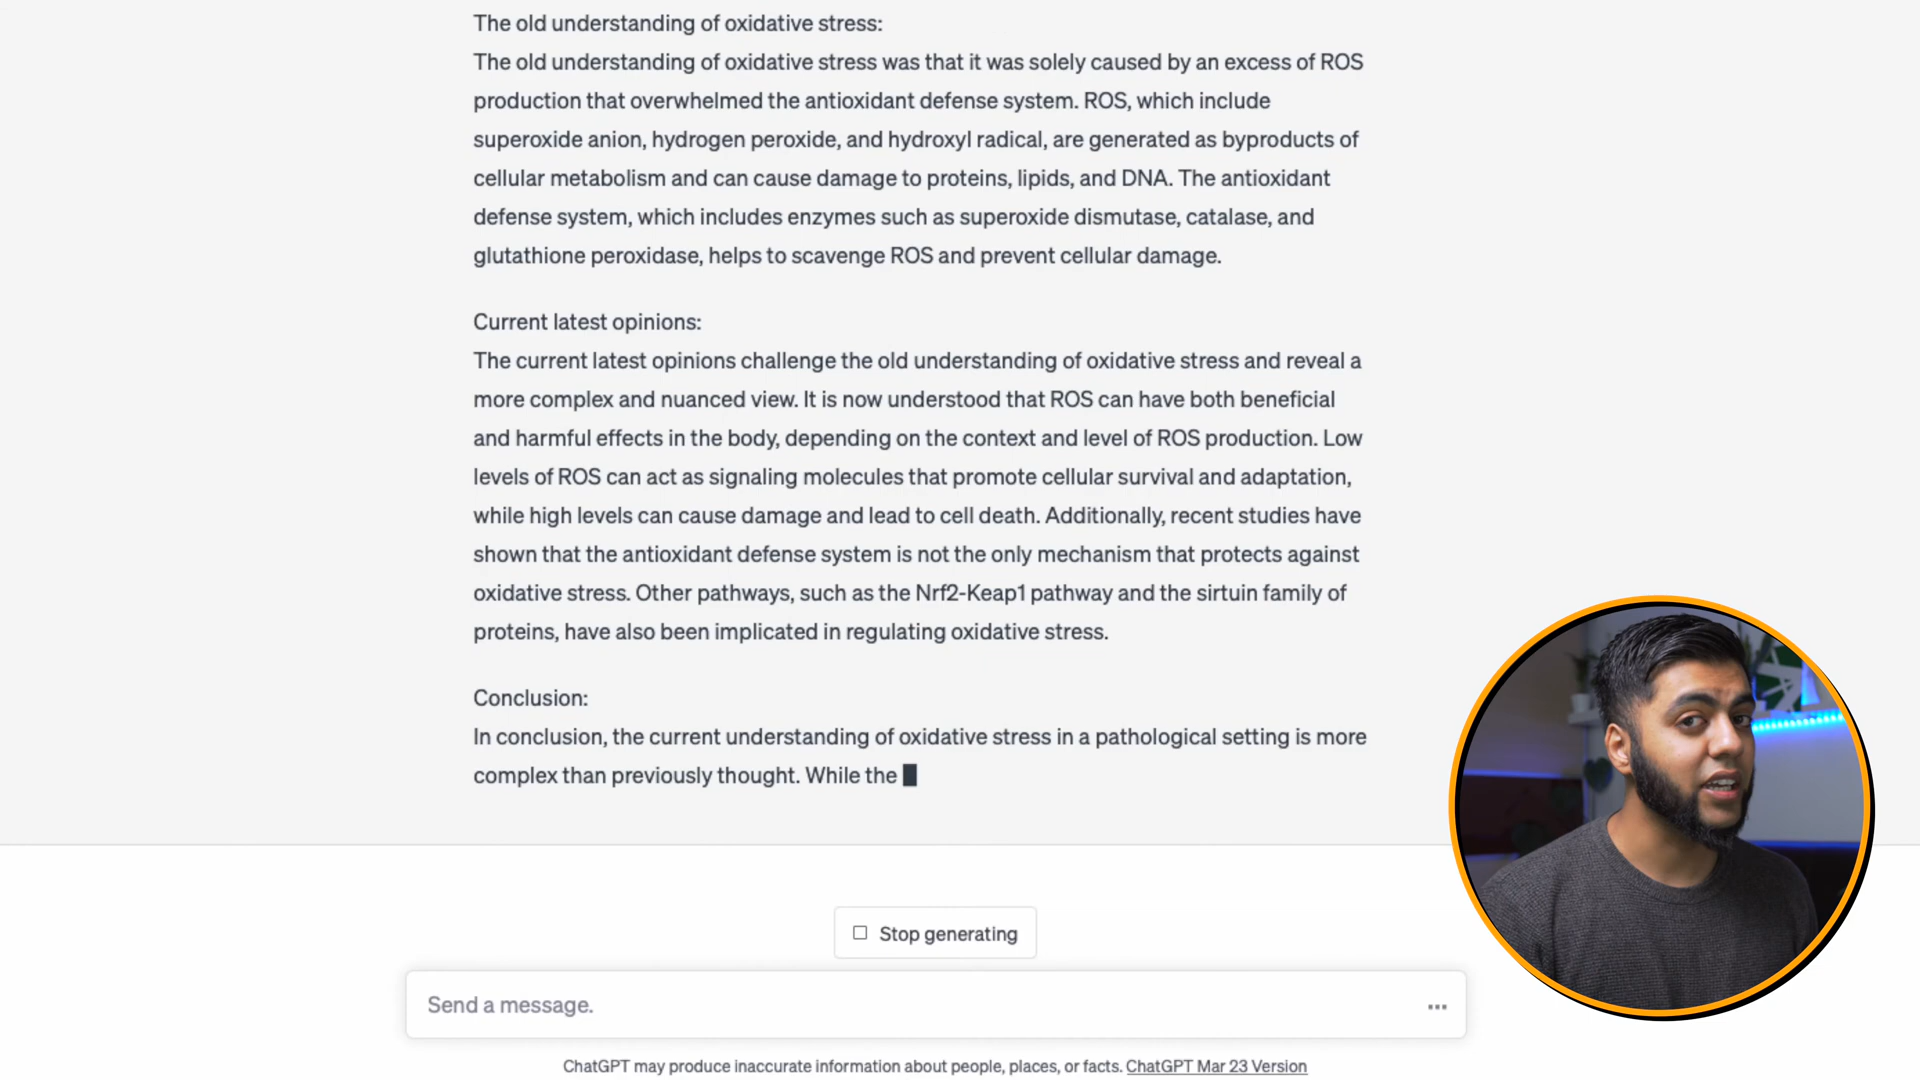 The old understanding of oxidative stress:
The old understanding of oxidative stress was that it was solely caused by an excess of ROS
production that overwhelmed the antioxidant defense system. ROS, which include
superoxide anion, hydrogen peroxide, and hydroxyl radical, are generated as byproducts of
cellular metabolism and can cause damage to proteins, lipids, and DNA. The antioxidant
defense system, which includes enzymes such as superoxide dismutase, catalase, and
glutathione peroxidase, helps to scavenge ROS and prevent cellular damage.
Current latest opinions:
The current latest opinions challenge the old understanding of oxidative stress and reveal a
more complex and nuanced view. It is now understood that ROS can have both beneficial
and harmful effects in the body, depending on the context and level of ROS production. Low
levels of ROS can act as signaling molecules that promote cellular survival and adaptation,
while high levels can cause damage and lead to cell death. Additionally, recent studies have
shown that the antioxidant defense system is not the only mechanism that protects against
oxidative stress. Other pathways, such as the Nrf2-Keap1 pathway and the sirtuin family of
proteins, have also been implicated in regulating oxidative stress.
Conclusion:
In conclusion, the current understanding of oxidative stress in a pathological setting is more
complex than previously thought. While the
Stop generating
Send a message.
ChatGPT may produce inaccurate information about people, places, or facts. ChatGPT Mar 23 Version